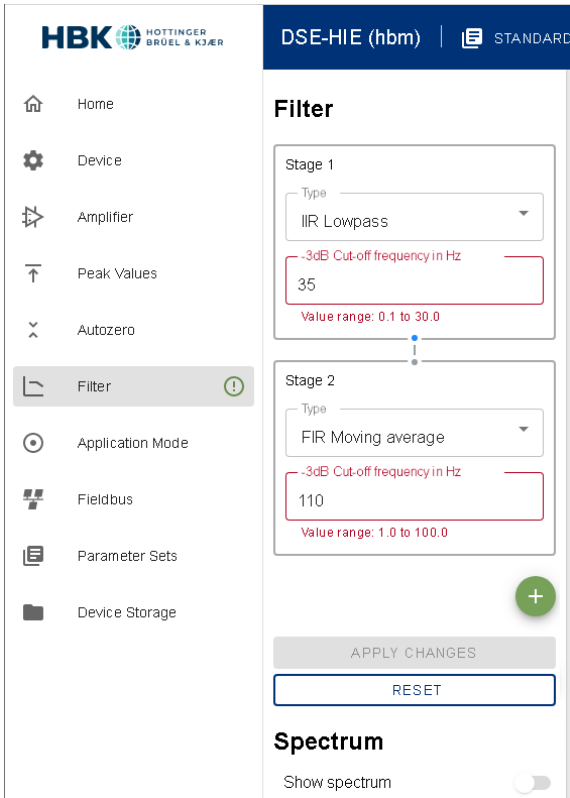 HBK HOTTINGER
BRÜEL & KJÆR
DSE-HIE (hbm)
STANDARD
Home
Device
Amplifier
Peak Values
Autozero
Filter
Application Mode
Fieldbus
Parameter Sets
Device Storage
Filter
Stage 1
Type
IIR Lowpass
-3dB Cut-off frequency in Hz
35
Value range: 0.1 to 30.0
Stage 2
Type
FIR Moving average
-3dB Cut-off frequency in Hz
110
Value range: 1.0 to 100.0
APPLY CHANGES
RESET
Spectrum
Show spectrum